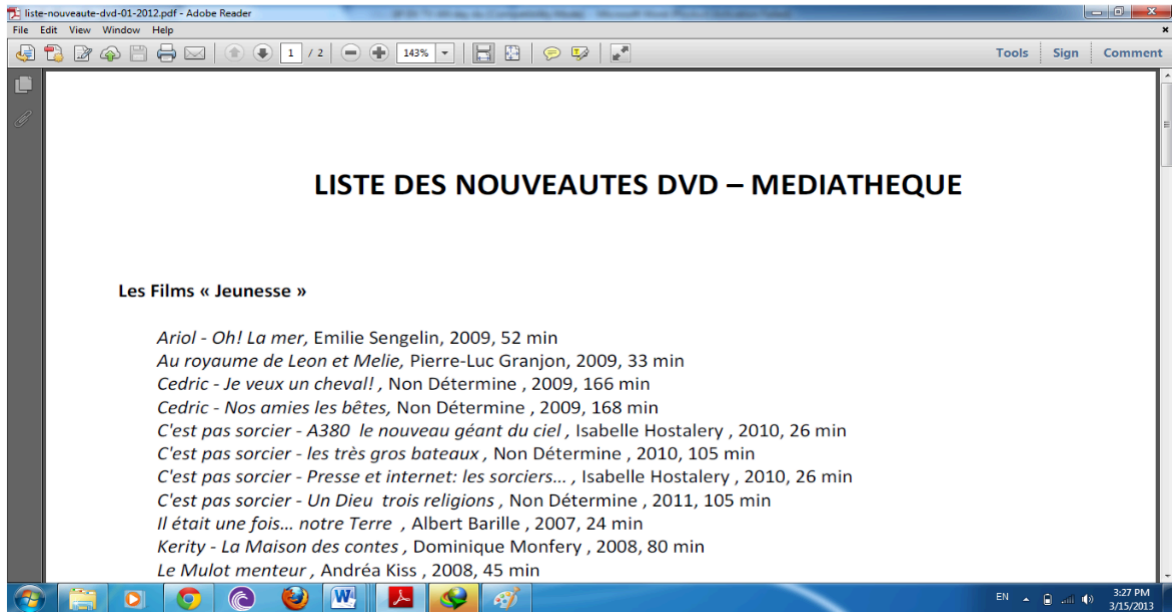 liste-nouveaute-dvd-01-2012.pdf - Adobe Reader
File Edit View Window Help
1 / 2 143% Tools Sign Comment
LISTE DES NOUVEAUTES DVD – MEDIATHEQUE
Les Films « Jeunesse »
Ariol - Oh! La mer, Emilie Sengelin, 2009, 52 min
Au royaume de Leon et Melie, Pierre-Luc Granjon, 2009, 33 min
Cedric - Je veux un cheval! , Non Détermine , 2009, 166 min
Cedric - Nos amies les bêtes, Non Détermine , 2009, 168 min
C'est pas sorcier - A380 le nouveau géant du ciel , Isabelle Hostalery , 2010, 26 min
C'est pas sorcier - les très gros bateaux , Non Détermine , 2010, 105 min
C'est pas sorcier - Presse et internet: les sorciers... , Isabelle Hostalery , 2010, 26 min
C'est pas sorcier - Un Dieu trois religions , Non Détermine , 2011, 105 min
Il était une fois... notre Terre , Albert Barille , 2007, 24 min
Kerity - La Maison des contes , Dominique Monfery , 2008, 80 min
Le Mulot menteur , Andréa Kiss , 2008, 45 min
EN 3:27 PM
3/15/2013